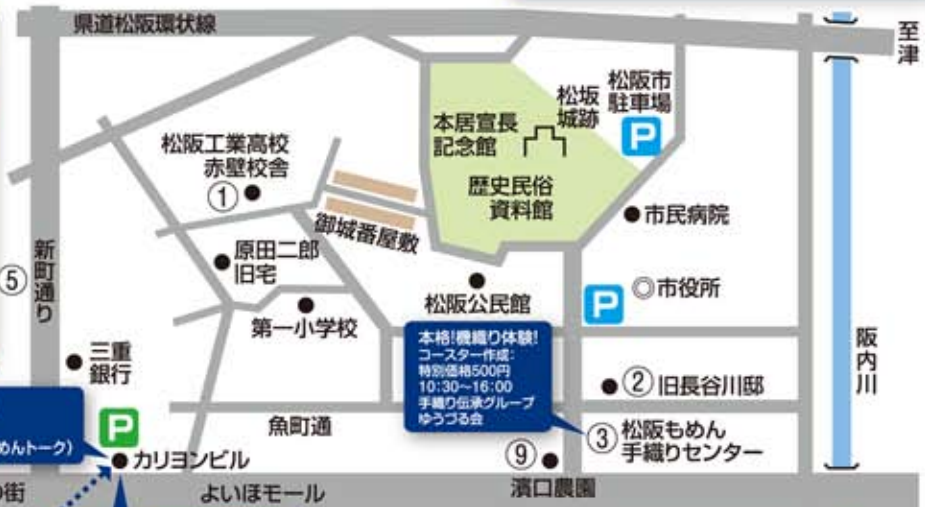 県道松阪環状線
至津
松阪市
駐車場
P
松坂
城跡
本居宣長
記念館
歴史民俗
資料館
松阪工業高校
赤壁校舎
①
御城番屋敷
市民病院
原田二郎
旧宅
新町通り
⑤
松阪公民館
P
◎市役所
第一小学校
阪内川
三重
銀行
本格!機織り体験!
コースター作成:
特別価格500円
10:30～16:00
手織り伝承グループ
ゆうづる会
② 旧長谷川邸
魚町通
P
めんトーク)
③ 松阪もめん
手織りセンター
カリヨンビル
⑨
の街
よいほモール
濱口農園